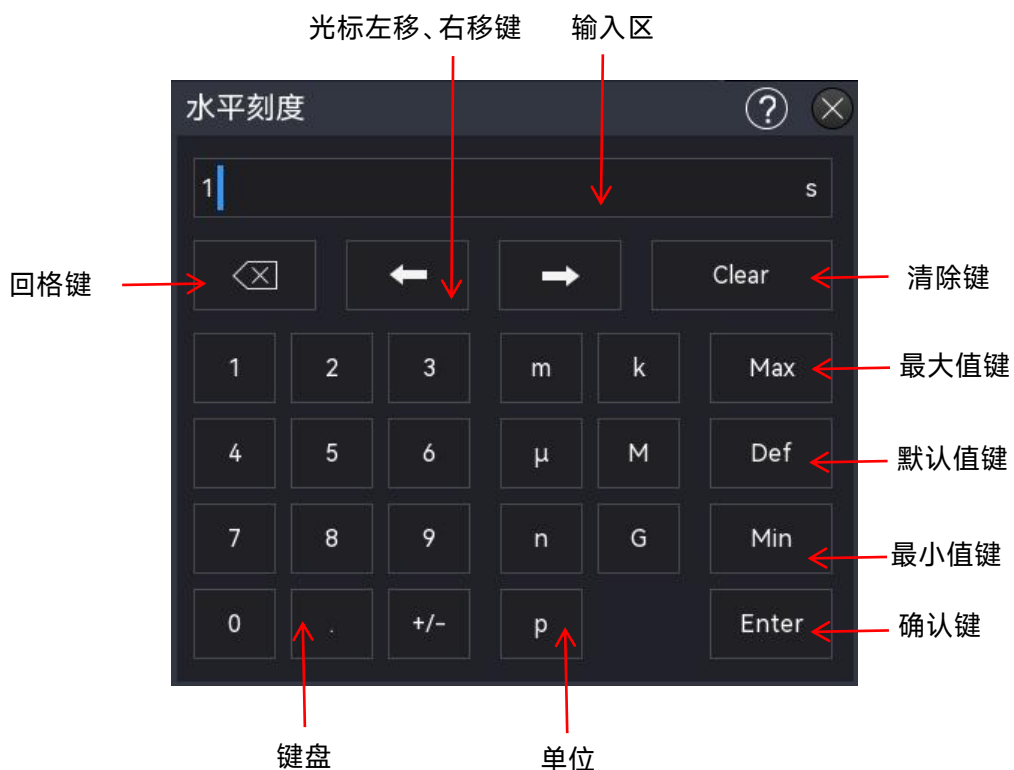 光标左移、右移键 输入区
水平刻度 ?
1 s
回格键 Clear 清除键
1 2 3 m k Max 最大值键
4 5 6 μ M Def 默认值键
7 8 9 n G Min 最小值键
0 . +/- p Enter 确认键
键盘 单位